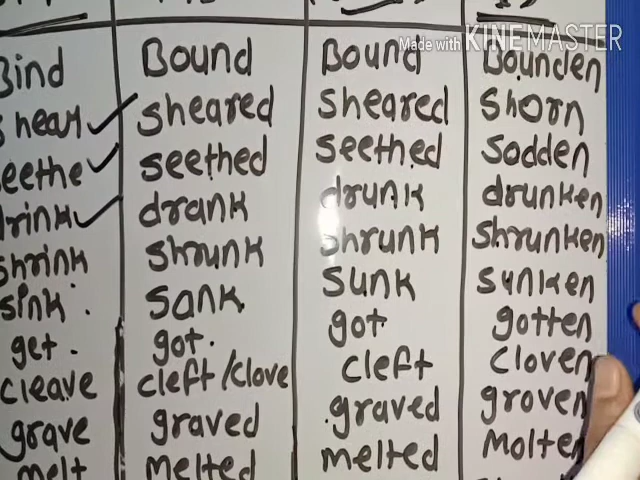 Made with KINEMASTER
Bind Bound Bound Bounden
shear sheared sheared shorn
seethe seethed seethed sodden
drink drank drunk drunken
shrink shrunk shrunk shrunken
sink sank sunk sunken
get. got. got gotten
cleave cleft/clove cleft cloven
grave graved graved groven
melt melted melted molten